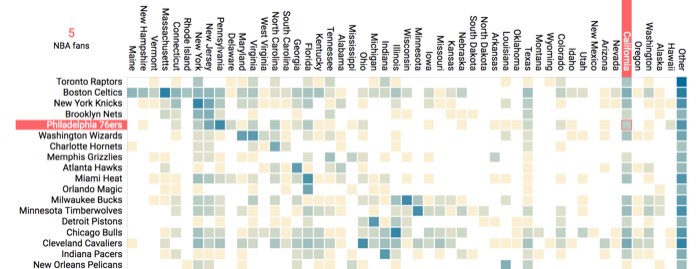 5
NBA fans
Maine
New Hampshire
Vermont
Massachusetts
Connecticut
Rhode Island
New York
New Jersey
Pennsylvania
Delaware
Maryland
Virginia
West Virginia
North Carolina
South Carolina
Georgia
Florida
Kentucky
Tennessee
Alabama
Mississippi
Ohio
Michigan
Indiana
Illinois
Wisconsin
Minnesota
Iowa
Missouri
Kansas
Nebraska
South Dakota
North Dakota
Arkansas
Louisiana
Oklahoma
Texas
Montana
Wyoming
Colorado
Idaho
Utah
New Mexico
Arizona
Nevada
California
Oregon
Washington
Alaska
Hawaii
Other
Toronto Raptors
Boston Celtics
New York Knicks
Brooklyn Nets
Philadelphia 76ers
Washington Wizards
Charlotte Hornets
Memphis Grizzlies
Atlanta Hawks
Miami Heat
Orlando Magic
Milwaukee Bucks
Minnesota Timberwolves
Detroit Pistons
Chicago Bulls
Cleveland Cavaliers
Indiana Pacers
New Orleans Pelicans